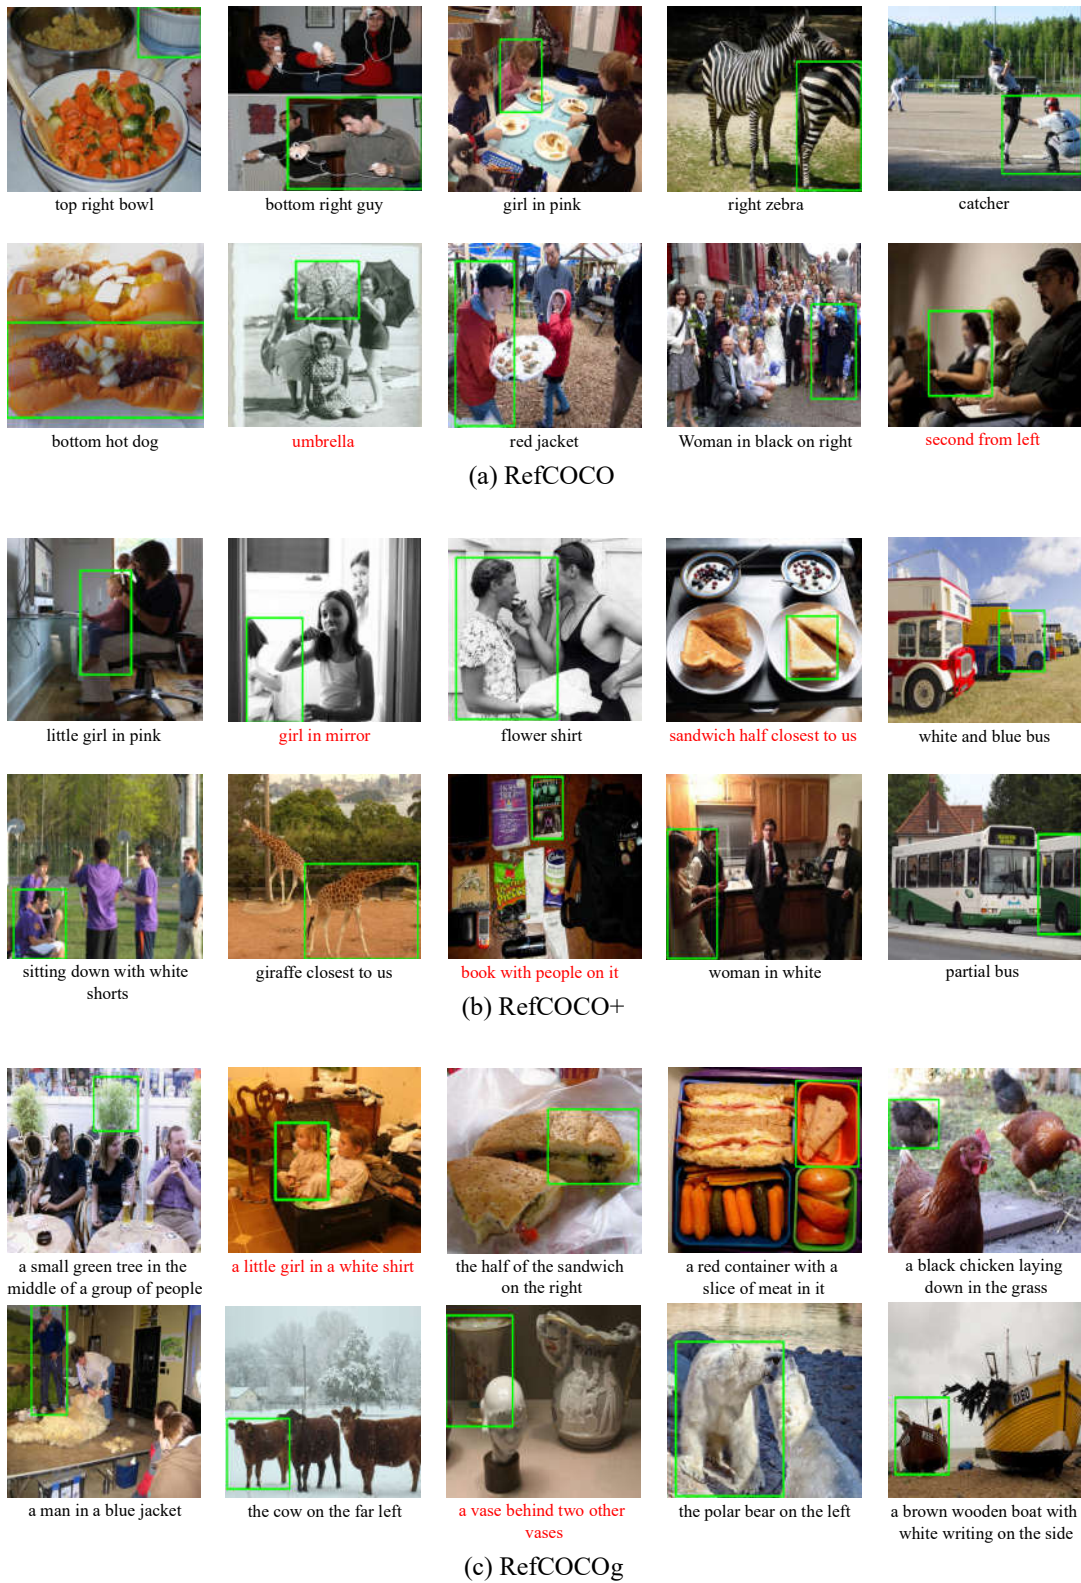 top right bowl
bottom right guy
girl in pink
right zebra
catcher
bottom hot dog
umbrella
red jacket
Woman in black on right
second from left
(a) RefCOCO
little girl in pink
girl in mirror
flower shirt
sandwich half closest to us
white and blue bus
sitting down with white
shorts
giraffe closest to us
book with people on it
woman in white
partial bus
(b) RefCOCO+
a small green tree in the
middle of a group of people
a little girl in a white shirt
the half of the sandwich
on the right
a red container with a
slice of meat in it
a black chicken laying
down in the grass
RX60
a man in a blue jacket
the cow on the far left
a vase behind two other
vases
the polar bear on the left
a brown wooden boat with
white writing on the side
(c) RefCOCOg